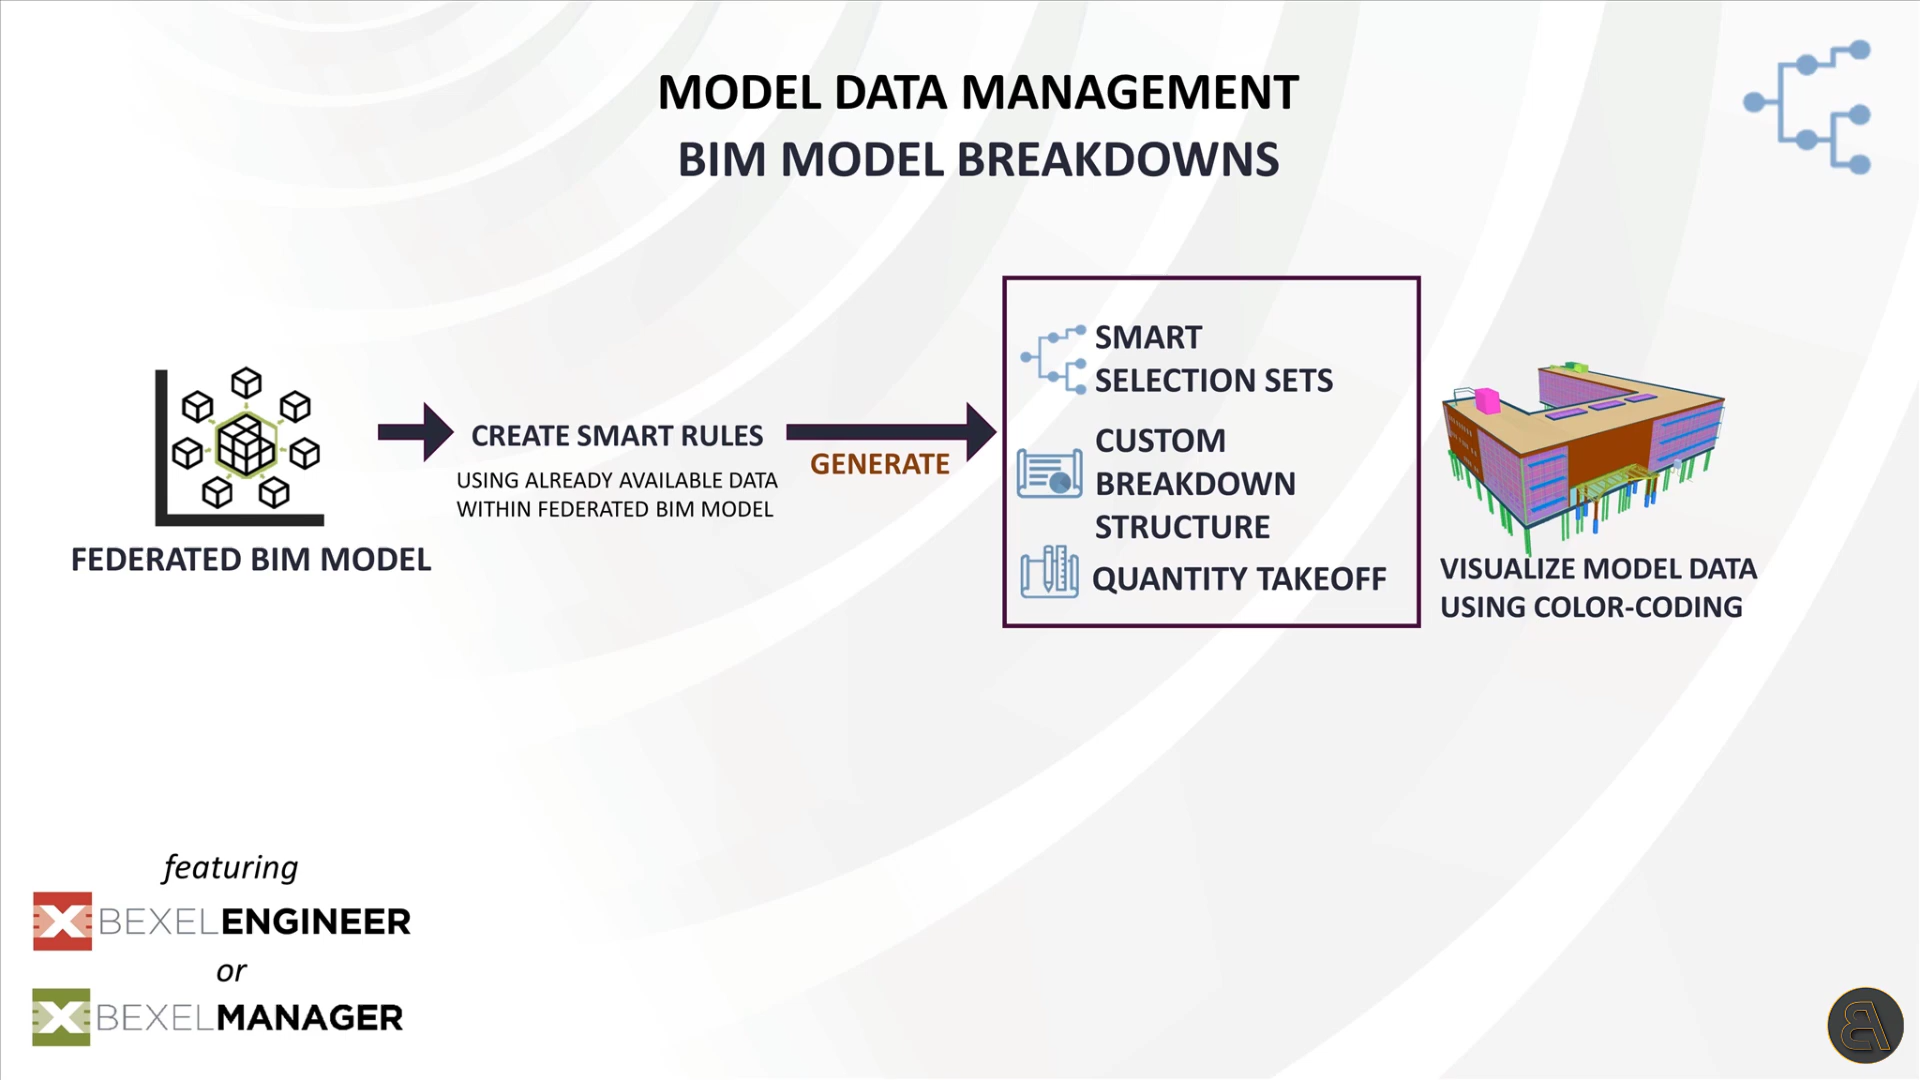 MODEL DATA MANAGEMENT
BIM MODEL BREAKDOWNS
FEDERATED BIM MODEL
CREATE SMART RULES
USING ALREADY AVAILABLE DATA
WITHIN FEDERATED BIM MODEL
GENERATE
SMART
SELECTION SETS
CUSTOM
BREAKDOWN
STRUCTURE
QUANTITY TAKEOFF
VISUALIZE MODEL DATA
USING COLOR-CODING
featuring
BEXELENGINEER
or
BEXELMANAGER